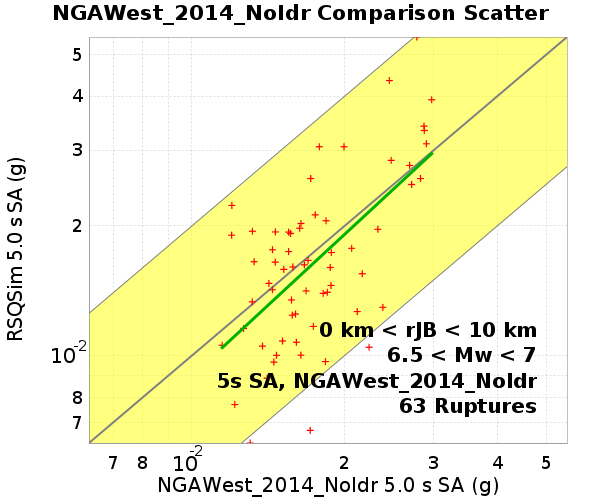 NGAWest_2014_NoIdr Comparison Scatter
RSQSim 5.0 s SA (g)
5
4
3
2
10⁻²
8
7
0 km < rJB < 10 km
6.5 < Mw < 7
5s SA, NGAWest_2014_NoIdr
63 Ruptures
7 8 10⁻² 2 3 4 5
NGAWest_2014_NoIdr 5.0 s SA (g)